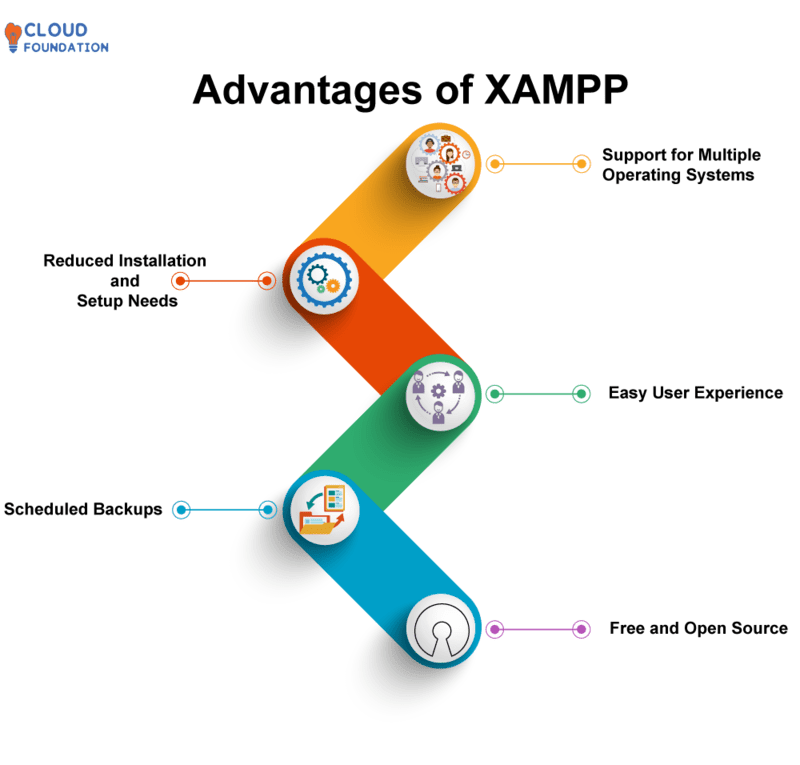 CLOUD
FOUNDATION
Advantages of XAMPP
Support for Multiple
Operating Systems
Reduced Installation
and
Setup Needs
Easy User Experience
Scheduled Backups
Free and Open Source